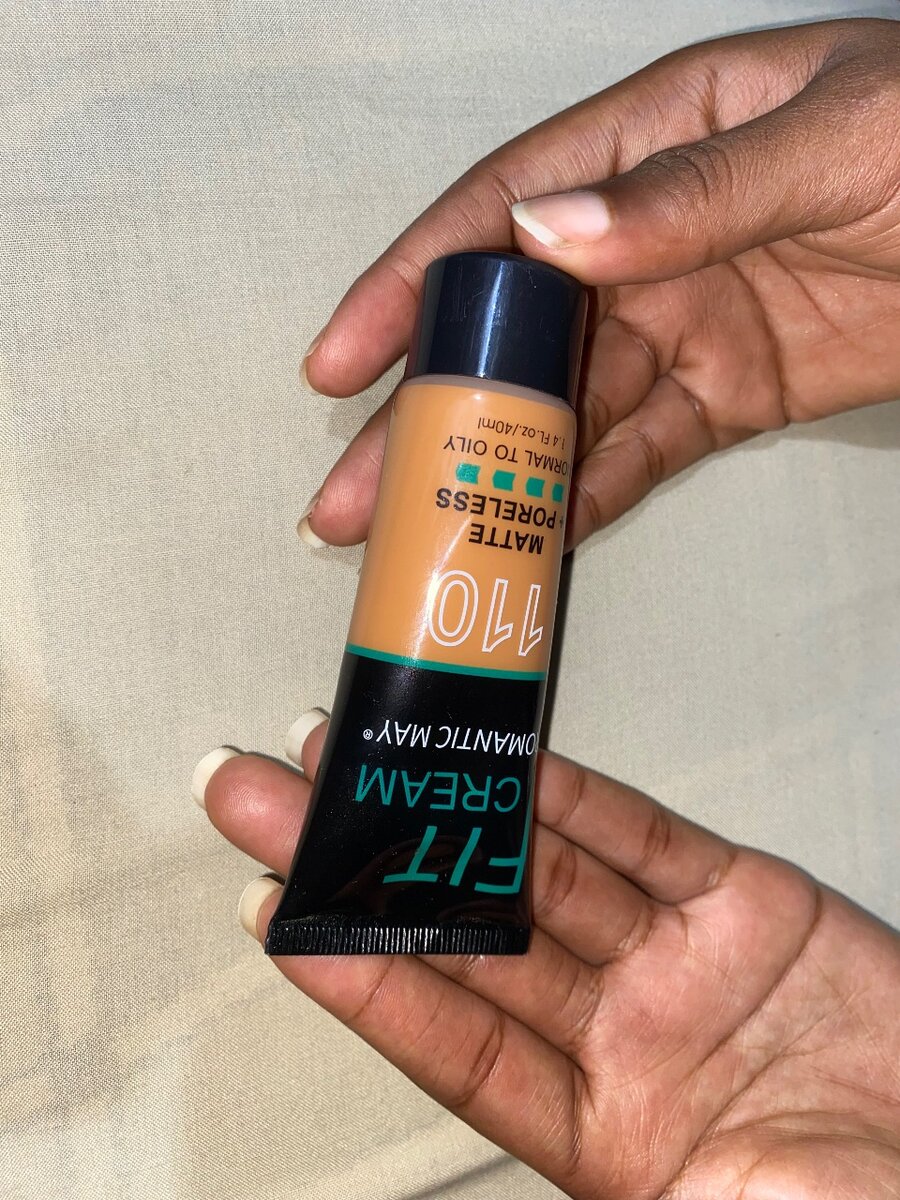 FIT
CREAM
OMANTIC MAY®
110
MATTE
+ PORELESS
ORMAL TO OILY
1.4 FL.oz./40ml